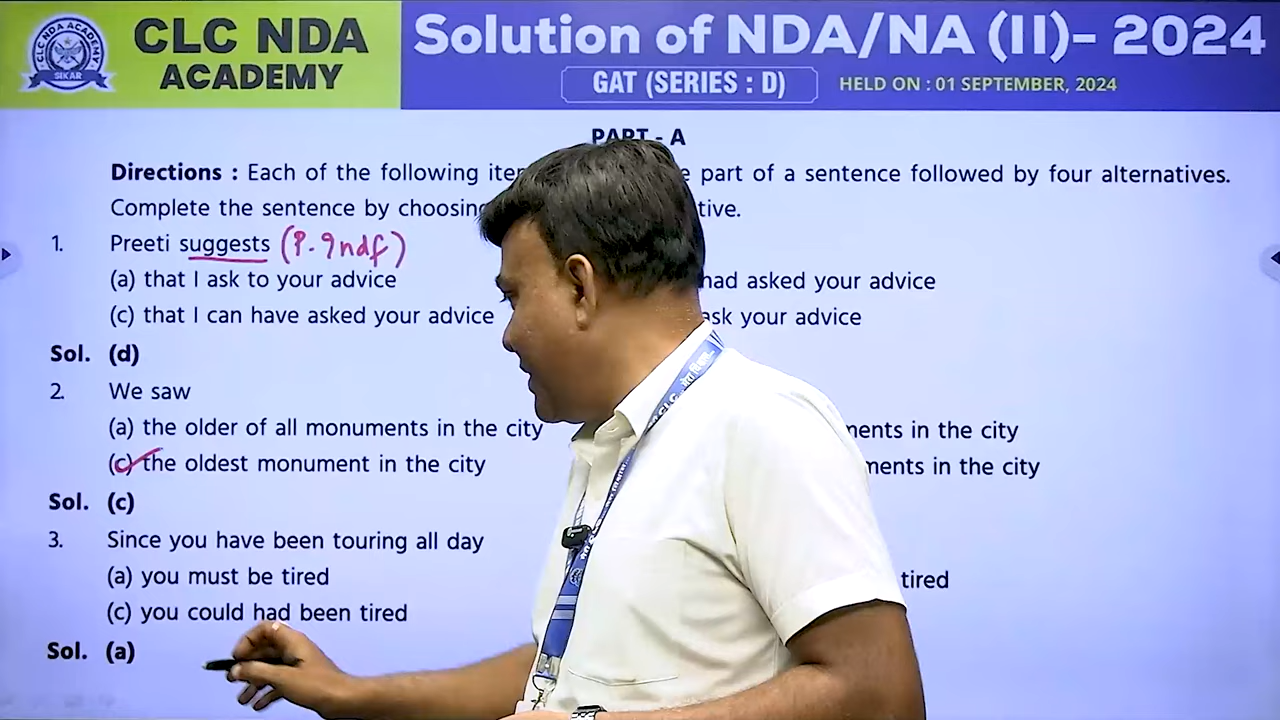 CLC NDA ACADEMY
SIKAR
CLC NDA
ACADEMY
Solution of NDA/NA (II)- 2024
GAT (SERIES : D)
HELD ON : 01 SEPTEMBER, 2024
PART - A
Directions : Each of the following part of a sentence followed by four alternatives.
Complete the sentence by
1. Preeti suggests (P. Indf)
(a) that I ask to your advice had asked your advice
(c) that I can have asked your advice ask your advice
Sol. (d)
2. We saw
(a) the older of all monuments in the city in the city
(c) the oldest monument in the city in the city
Sol. (c)
3. Since you have been touring all day
(a) you must be tired tired
(c) you could had been tired
Sol. (a)